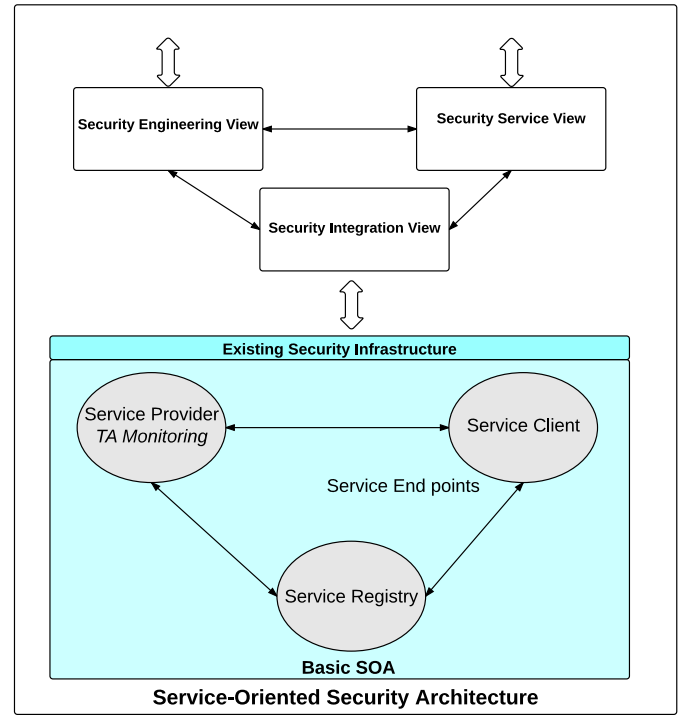 Security Engineering View
Security Service View
Security Integration View
Existing Security Infrastructure
Service Provider
TA Monitoring
Service Client
Service End points
Service Registry
Basic SOA
Service-Oriented Security Architecture